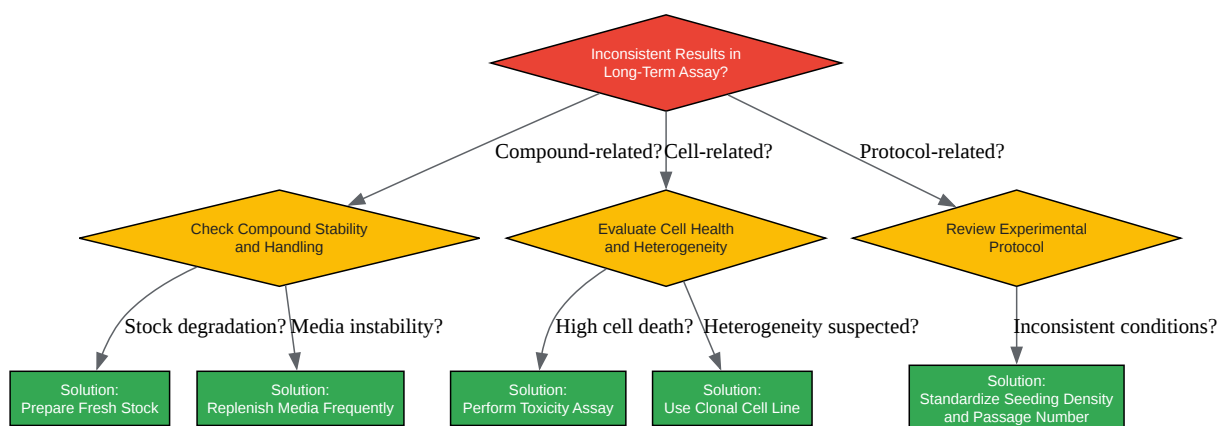 Inconsistent Results in
Long-Term Assay?
Compound-related?
Cell-related?
Protocol-related?
Check Compound Stability
and Handling
Evaluate Cell Health
and Heterogeneity
Review Experimental
Protocol
Stock degradation?
Media instability?
High cell death?
Heterogeneity suspected?
Inconsistent conditions?
Solution:
Prepare Fresh Stock
Solution:
Replenish Media Frequently
Solution:
Perform Toxicity Assay
Solution:
Use Clonal Cell Line
Solution:
Standardize Seeding Density
and Passage Number